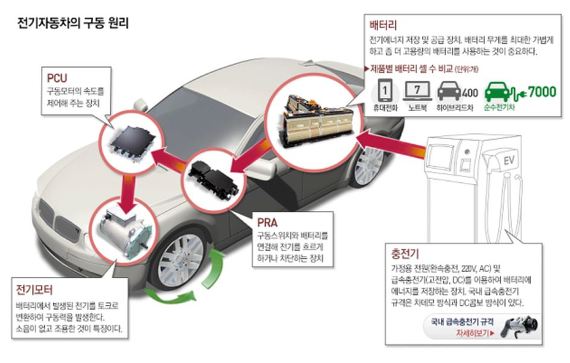 전기자동차의 구동 원리
배터리
전기에너지 저장 및 공급 장치. 배터리 무게를 최대한 가볍게
하고 좀 더 고용량의 배터리를 사용하는 것이 중요하다.
▶제품별 배터리 셀 수 비교 (단위:개)
1
7
400
7000
휴대전화
노트북
하이브리드차
순수전기차
PCU
구동모터의 속도를
제어해 주는 장치
PRA
구동스위치와 배터리를
연결해 전기를 흐르게
하거나 차단하는 장치
EV
전기모터
배터리에서 발생된 전기를 토크로
변환하여 구동력을 발생한다.
소음이 없고 조용한 것이 특징이다.
충전기
가정용 전원(완속충전, 220V, AC) 및
급속충전기(고전압, DC)를 이용하여 배터리에
에너지를 저장하는 장치. 국내 급속충전기
규격은 차데모 방식과 DC콤보 방식이 있다.
국내 급속충전기 규격
자세히보기▶